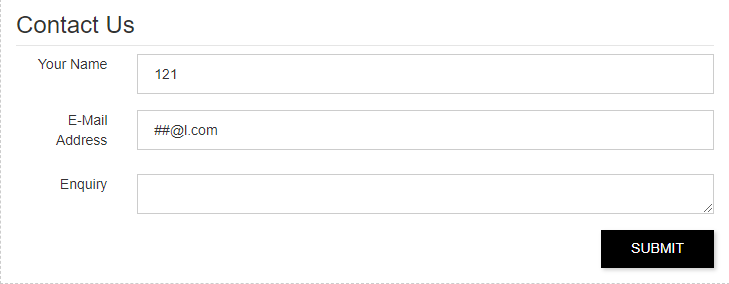 Contact Us
Your Name
121
E-Mail
Address
##@l.com
Enquiry
SUBMIT